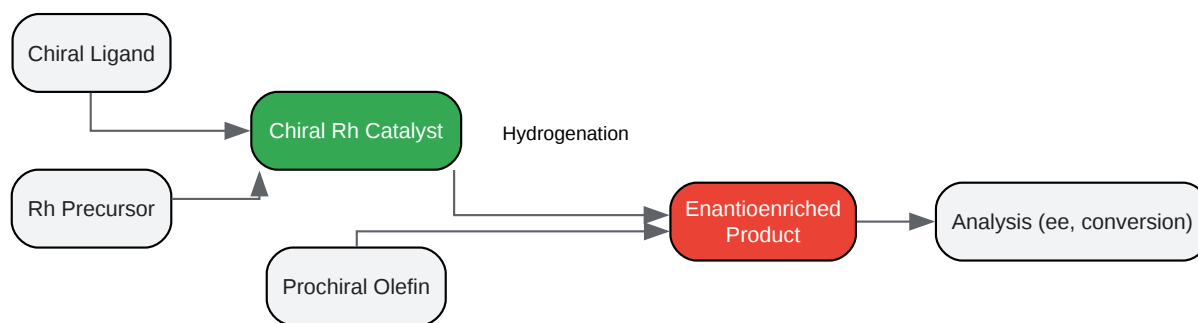 Chiral Ligand
Chiral Rh Catalyst
Hydrogenation
Rh Precursor
Enantioenriched
Product
Analysis (ee, conversion)
Prochiral Olefin